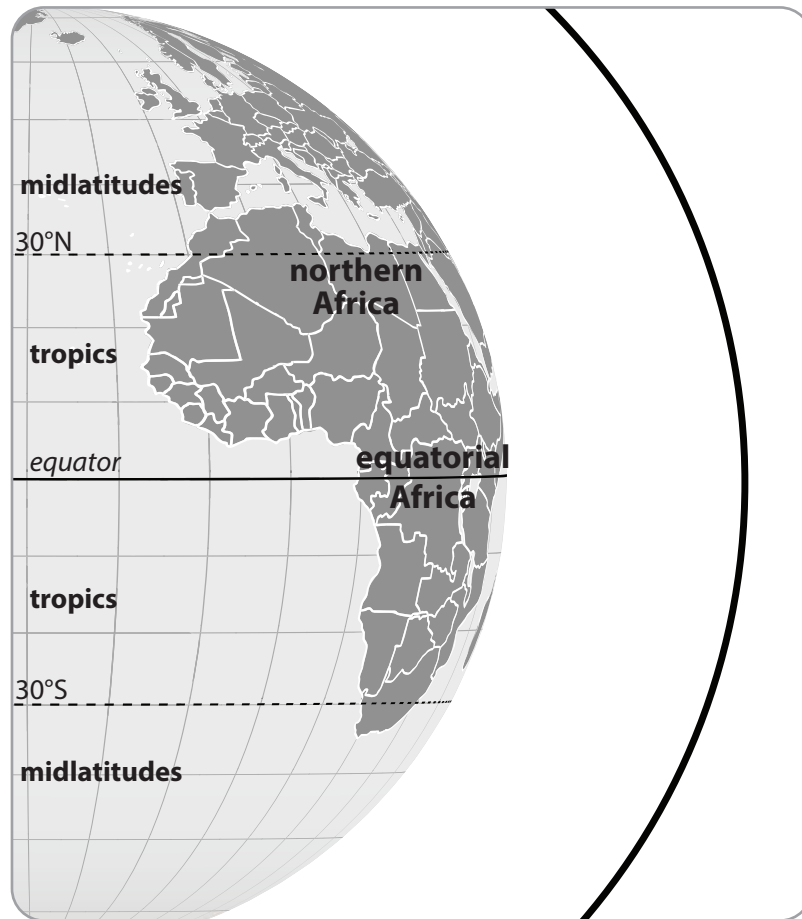 midlatitudes
30°N
northern
Africa
tropics
equator
equatorial
Africa
tropics
30°S
midlatitudes